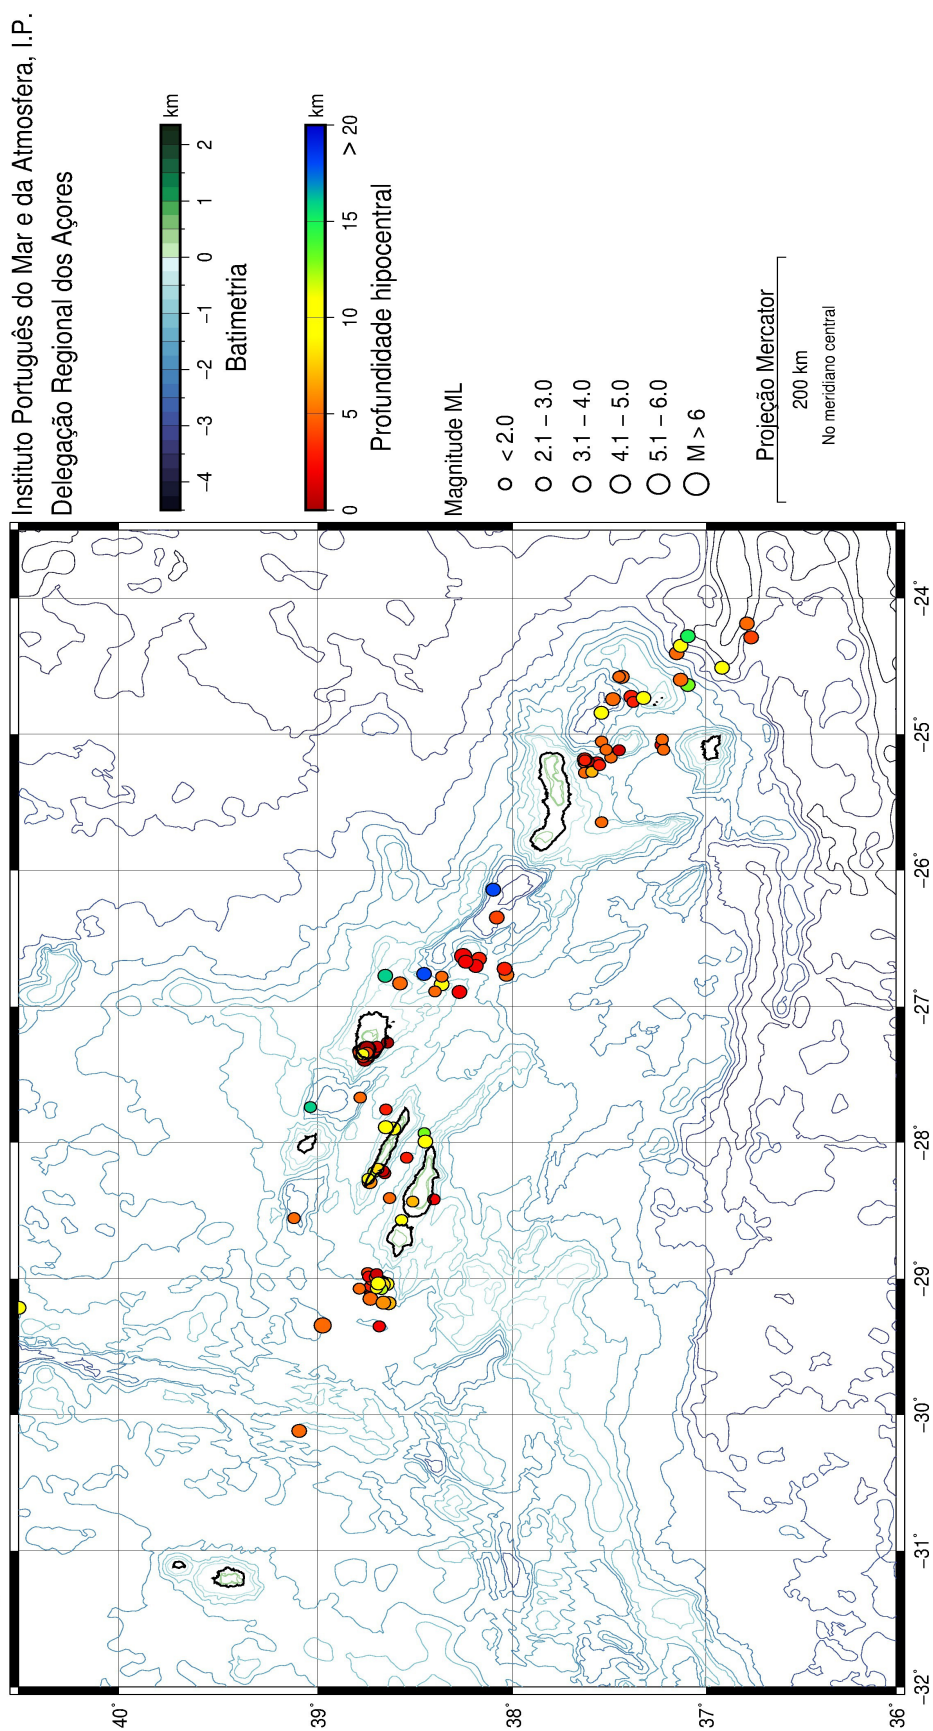 Instituto Português do Mar e da Atmosfera, I.P.
Delegação Regional dos Açores
km
−4 −3 −2 −1 0 1 2
Batimetria
km
0 5 10 15 > 20
Profundidade hipocentral
Magnitude ML
< 2.0
2.1 − 3.0
3.1 − 4.0
4.1 − 5.0
5.1 − 6.0
M > 6
Projeção Mercator
200 km
No meridiano central
40˚
39˚
38˚
37˚
36˚
−32˚ −31˚ −30˚ −29˚ −28˚ −27˚ −26˚ −25˚ −24˚